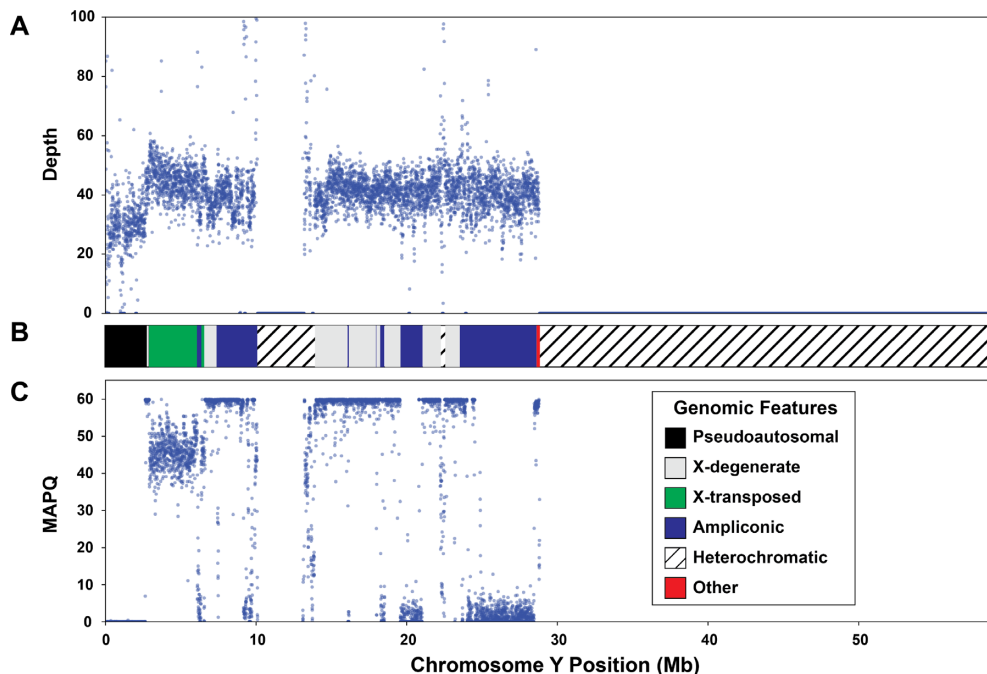 A
100
80
60
40
20
0
Depth
B
C
60
50
40
30
20
10
0
MAPQ
Genomic Features
Pseudoautosomal
X-degenerate
X-transposed
Ampliconic
Heterochromatic
Other
0 10 20 30 40 50
Chromosome Y Position (Mb)